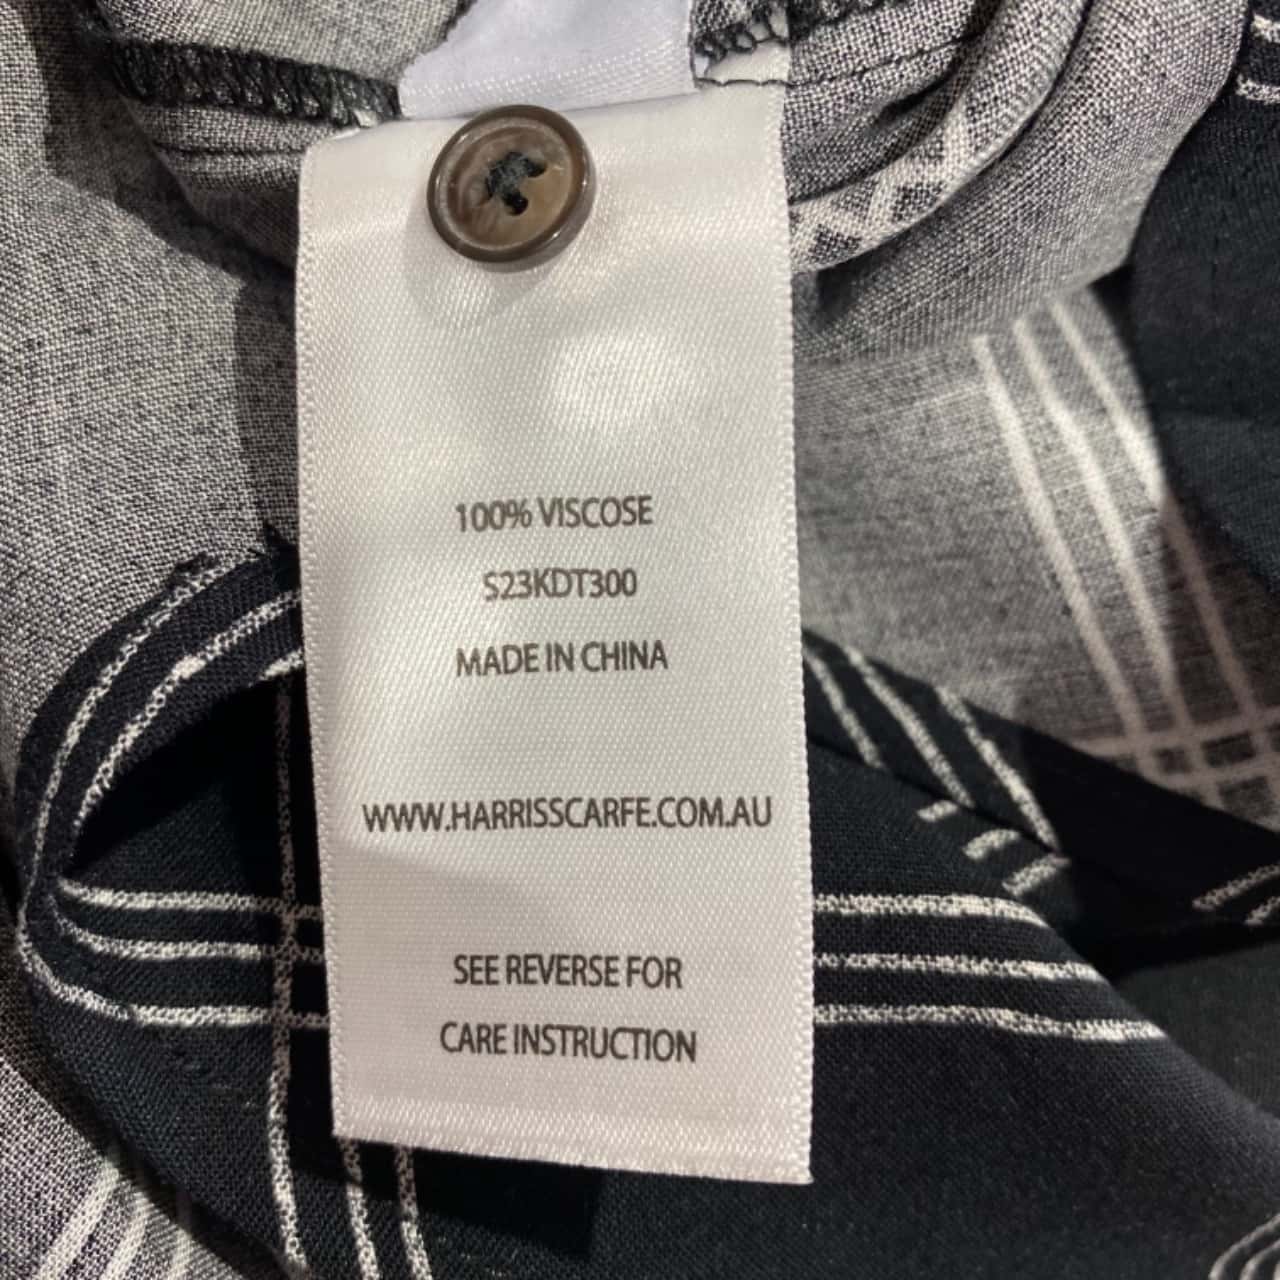 100% VISCOSE
S23KDT300
MADE IN CHINA
WWW.HARRISSCARFE.COM.AU
SEE REVERSE FOR
CARE INSTRUCTION